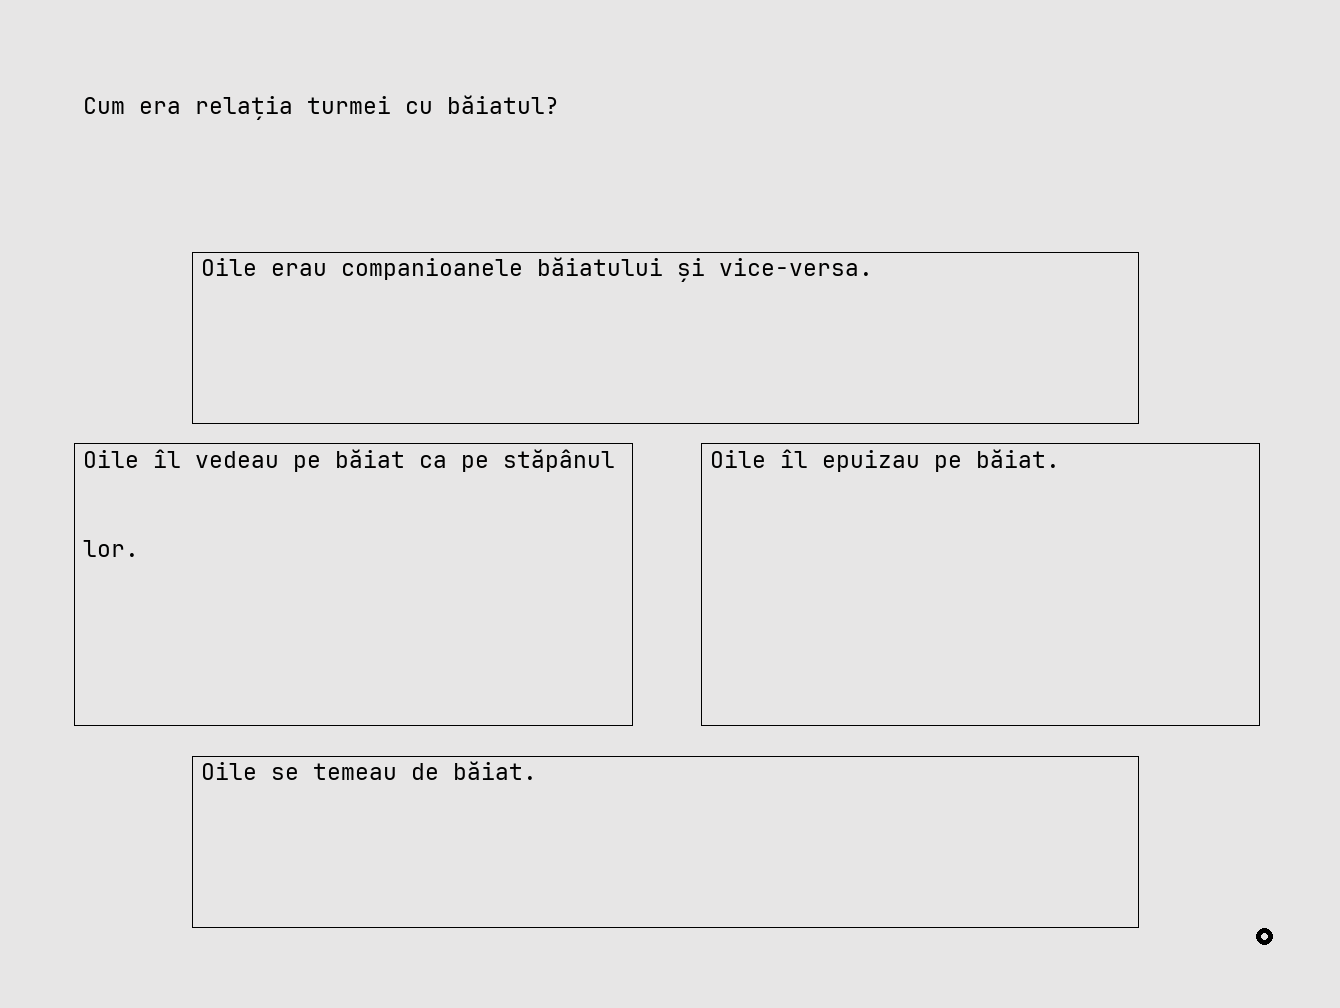 Cum era relația turmei cu băiatul?
Oile erau companioanele băiatului și vice-versa.
Oile îl vedeau pe băiat ca pe stăpânul
lor.
Oile îl epuizau pe băiat.
Oile se temeau de băiat.